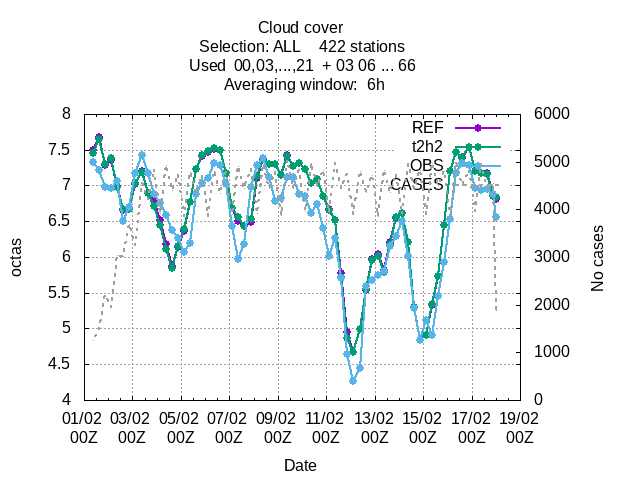 Cloud cover
Selection: ALL 422 stations
Used 00,03,...,21 + 03 06 ... 66
Averaging window: 6h
8
7.5
7
6.5
6
5.5
5
4.5
4
octas
6000
5000
4000
3000
2000
1000
0
No cases
REF
t2h2
OBS
CASES
01/02 03/02 05/02 07/02 09/02 11/02 13/02 15/02 17/02 19/02
00Z 00Z 00Z 00Z 00Z 00Z 00Z 00Z 00Z 00Z
Date